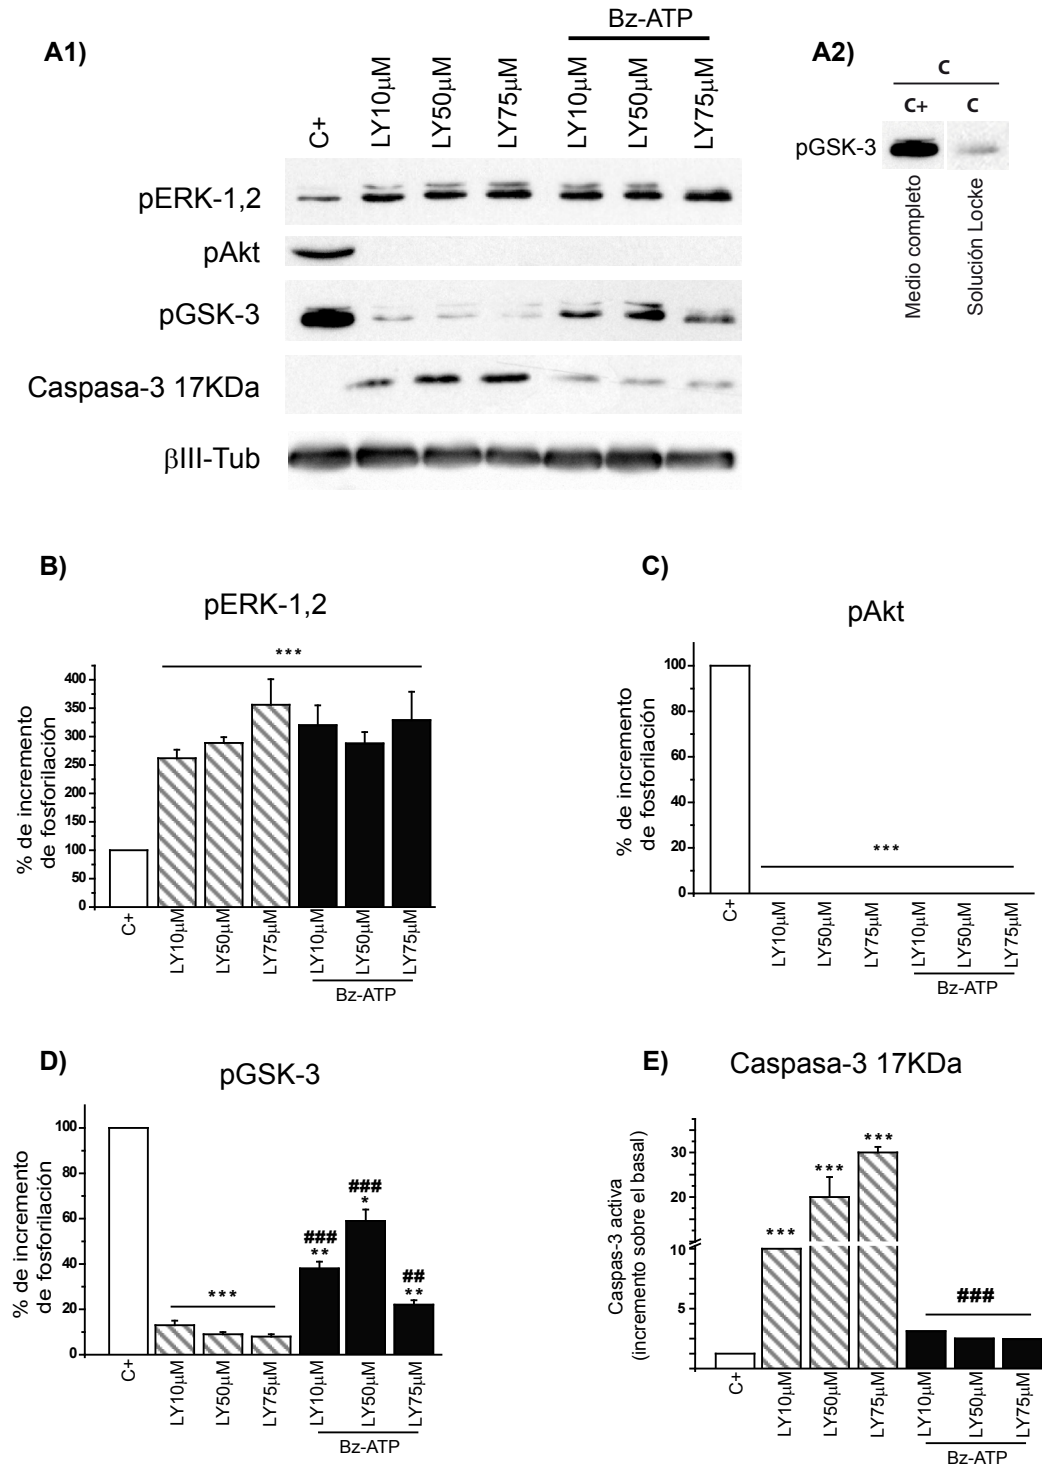 Bz-ATP
A1)
C+
LY10µM
LY50µM
LY75µM
LY10µM
LY50µM
LY75µM
pERK-1,2
pAkt
pGSK-3
Caspasa-3 17KDa
βIII-Tub
A2)
C
C+
C
pGSK-3
Medio completo
Solución Locke
B)
pERK-1,2
***
% de incremento
de fosforilación
400
350
300
250
200
150
100
50
0
C+
LY10µM
LY50µM
LY75µM
LY10µM
LY50µM
LY75µM
Bz-ATP
C)
pAkt
% de incremento
de fosforilación
100
80
60
40
20
0
***
C+
LY10µM
LY50µM
LY75µM
LY10µM
LY50µM
LY75µM
Bz-ATP
D)
pGSK-3
% de incremento
de fosforilación
100
80
60
40
20
0
***
###
**
###
*
##
**
C+
LY10µM
LY50µM
LY75µM
LY10µM
LY50µM
LY75µM
Bz-ATP
E)
Caspasa-3 17KDa
Caspas-3 activa
(incremento sobre el basal)
30
20
10
5
***
***
***
###
C+
LY10µM
LY50µM
LY75µM
LY10µM
LY50µM
LY75µM
Bz-ATP